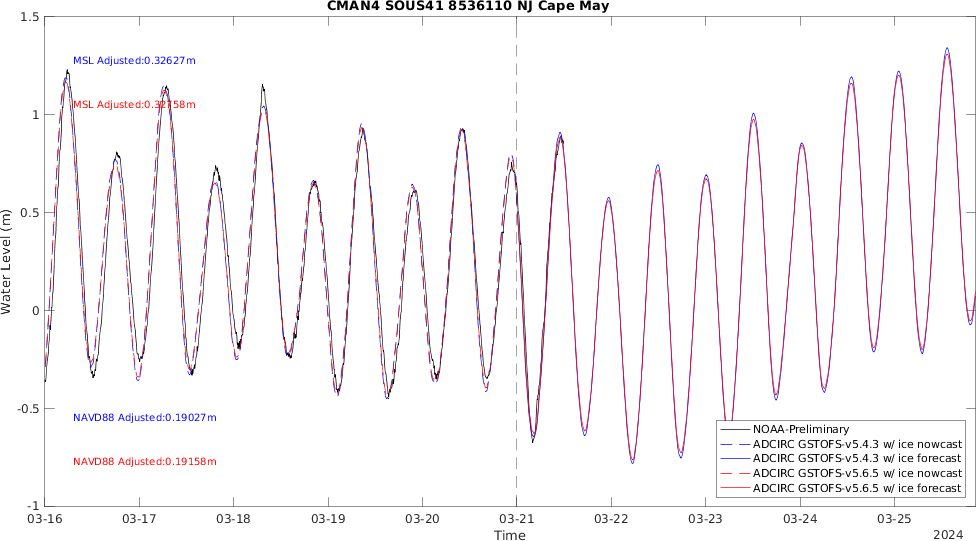 CMAN4 SOUS41 8536110 NJ Cape May
1.5
MSL Adjusted:0.32627m
MSL Adjusted:0.32758m
1
0.5
Water Level (m)
0
-0.5
NAVD88 Adjusted:0.19027m
NAVD88 Adjusted:0.19158m
NOAA-Preliminary
ADCIRC GSTOFS-v5.4.3 w/ ice nowcast
ADCIRC GSTOFS-v5.4.3 w/ ice forecast
ADCIRC GSTOFS-v5.6.5 w/ ice nowcast
ADCIRC GSTOFS-v5.6.5 w/ ice forecast
-1
03-16 03-17 03-18 03-19 03-20 03-21 03-22 03-23 03-24 03-25
Time
2024